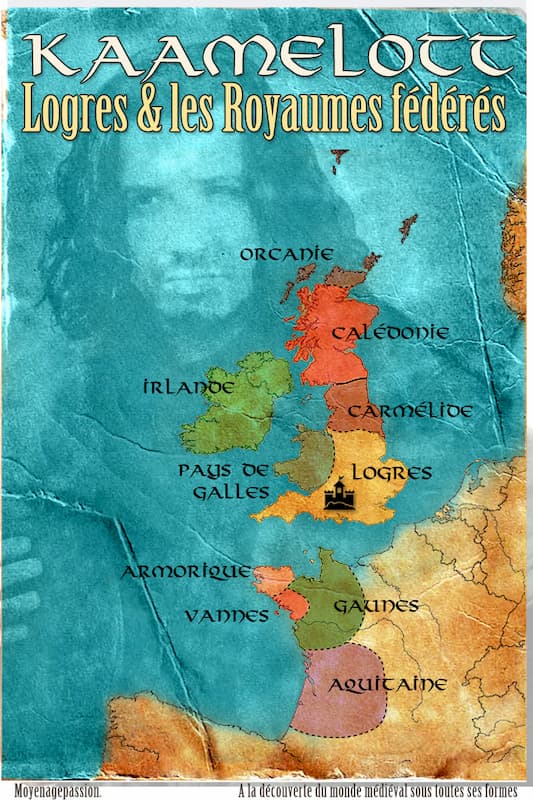 KAAMELOTT
Logres & les Royaumes fédérés
ORCANIE
CALÉDONIE
IRLANDE
CARMÉLIDE
PAYS DE
GALLES
LOGRES
ARMORIQUE
VANNES
GAUNES
AQUITAINE
Moyenagepassion.
A la découverte du monde médiéval sous toutes ses formes